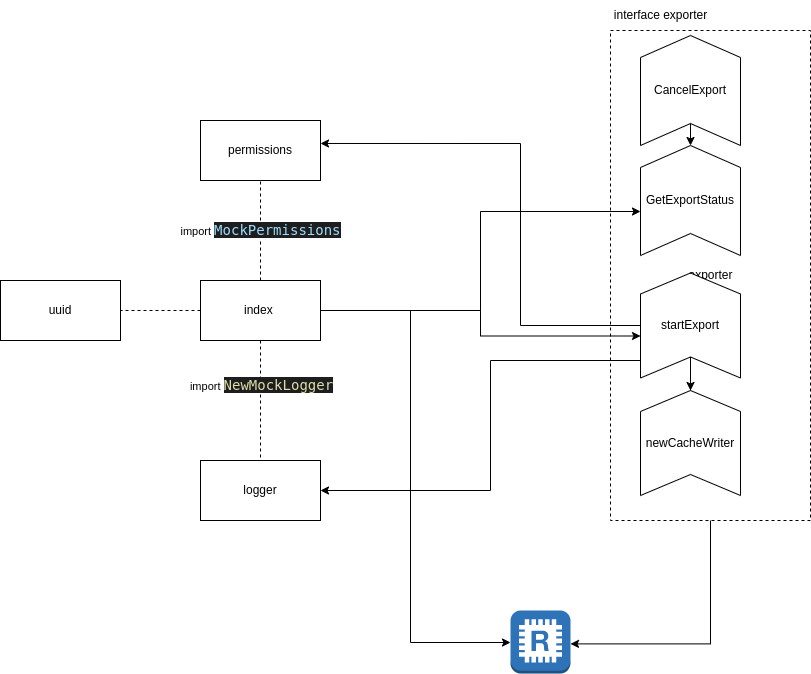 interface exporter
CancelExport
permissions
GetExportStatus
import MockPermissions
exporter
uuid
index
startExport
import NewMockLogger
newCacheWriter
logger
R